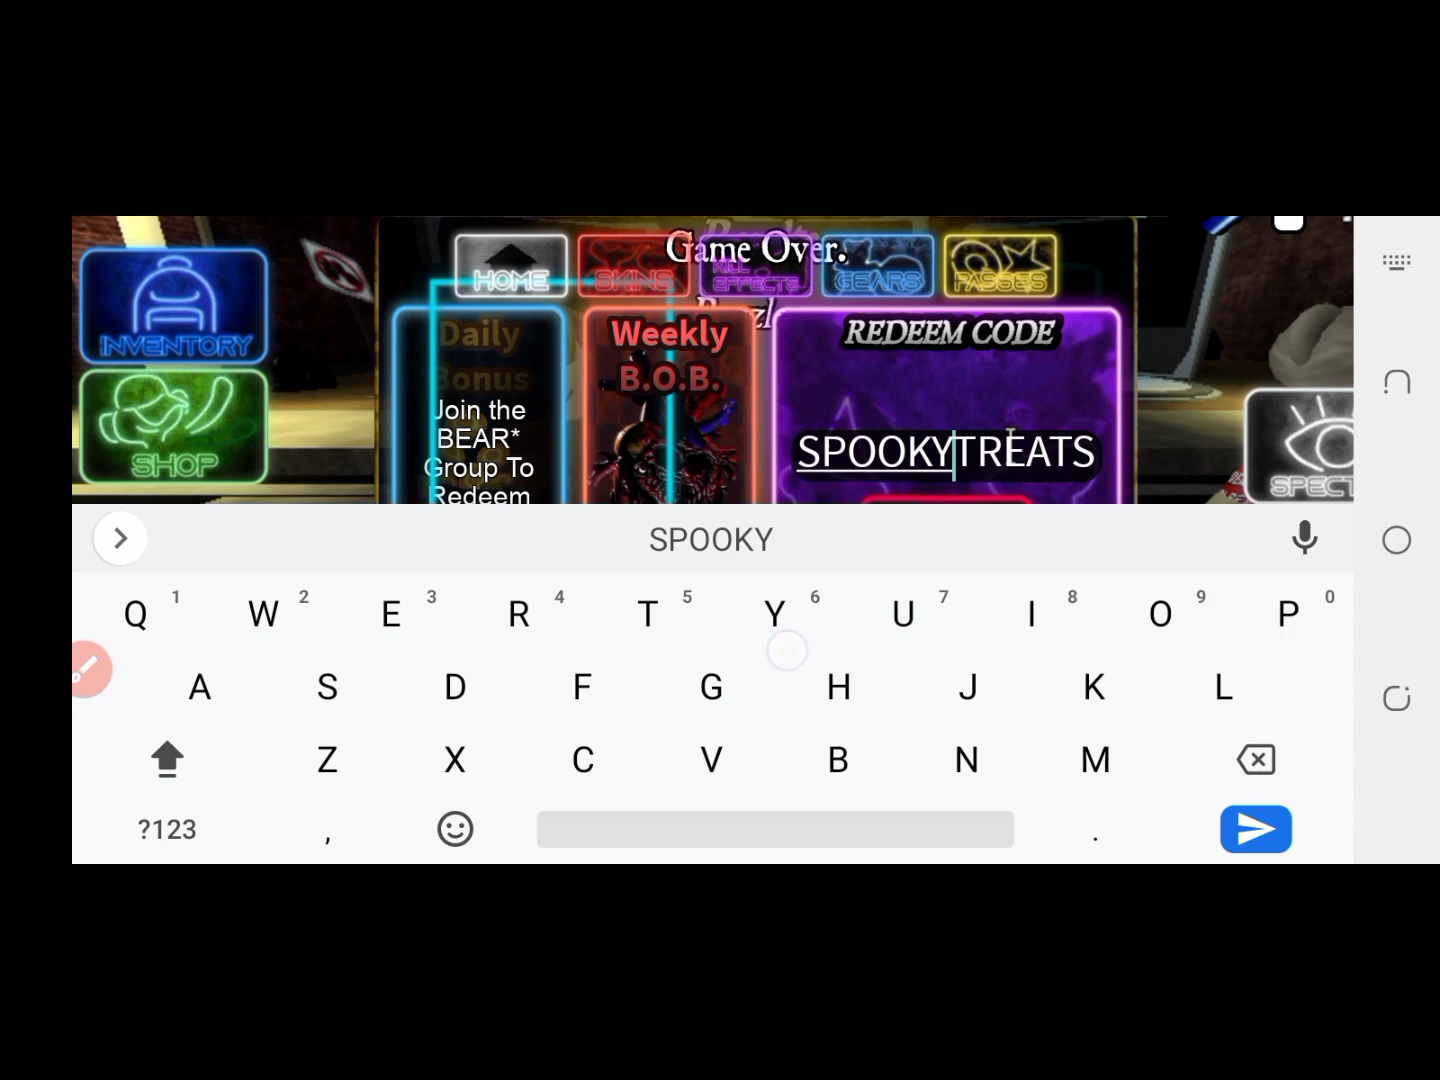 Game Over.
HOME
SKINS
KILL
EFFECTS
GEARS
PASSES
INVENTORY
SHOP
Daily
Bonus
Join the
BEAR*
Group To
Redeem
Weekly
B.O.B.
REDEEM CODE
SPOOKYTREATS
SPECT
SPOOKY
Q 1 W 2 E 3 R 4 T 5 Y 6 U 7 I 8 O 9 P 0
A S D F G H J K L
Z X C V B N M
?123 , .